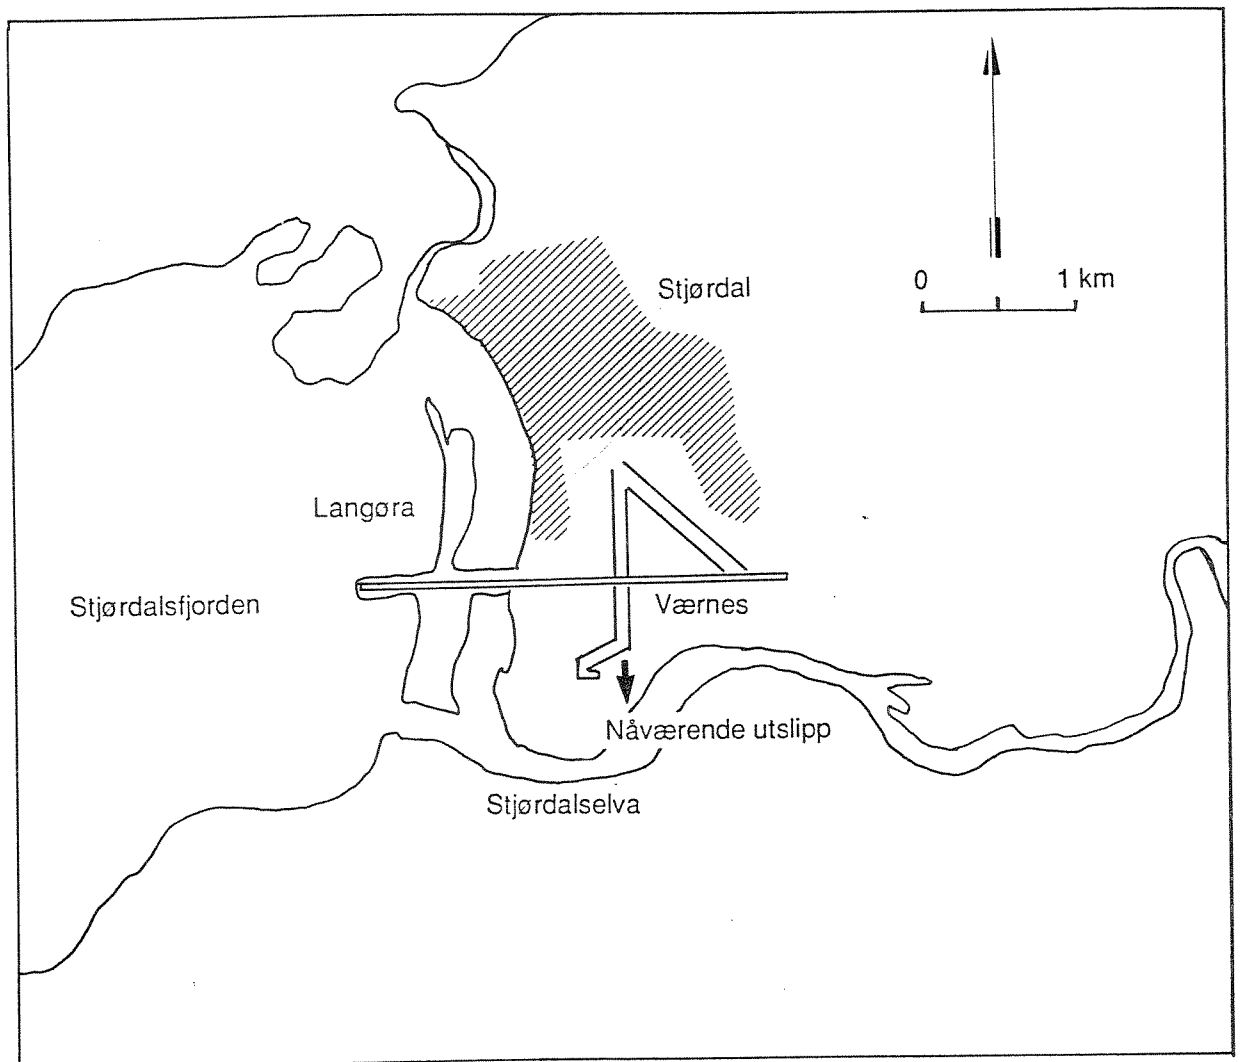 Stjørdal
0 1 km
Langøra
Stjørdalsfjorden
Værnes
Nåværende utslipp
Stjørdalselva